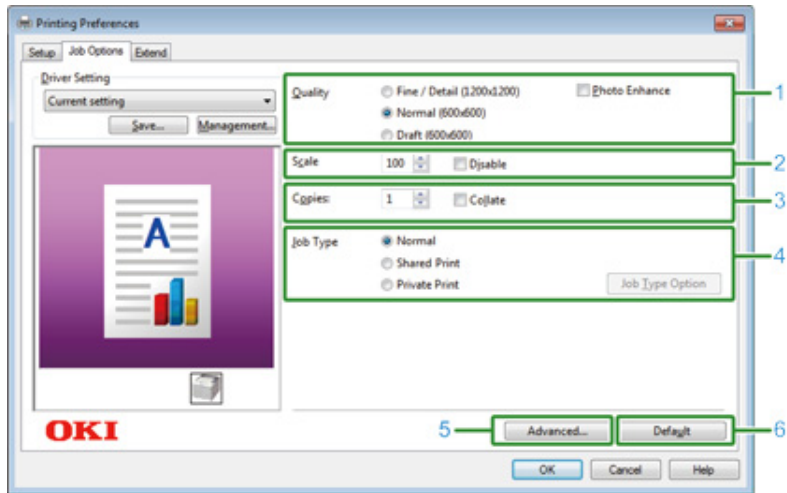 Printing Preferences
Setup Job Options Extend
Driver Setting
Current setting
Save... Management...
Quality Fine / Detail (1200x1200) Photo Enhance 1
Normal (600x600)
Draft (600x600)
Scale 100 Disable 2
Copies: 1 Collate 3
Job Type Normal 4
Shared Print
Private Print Job Type Option
A
OKI
5 Advanced... Default 6
OK Cancel Help